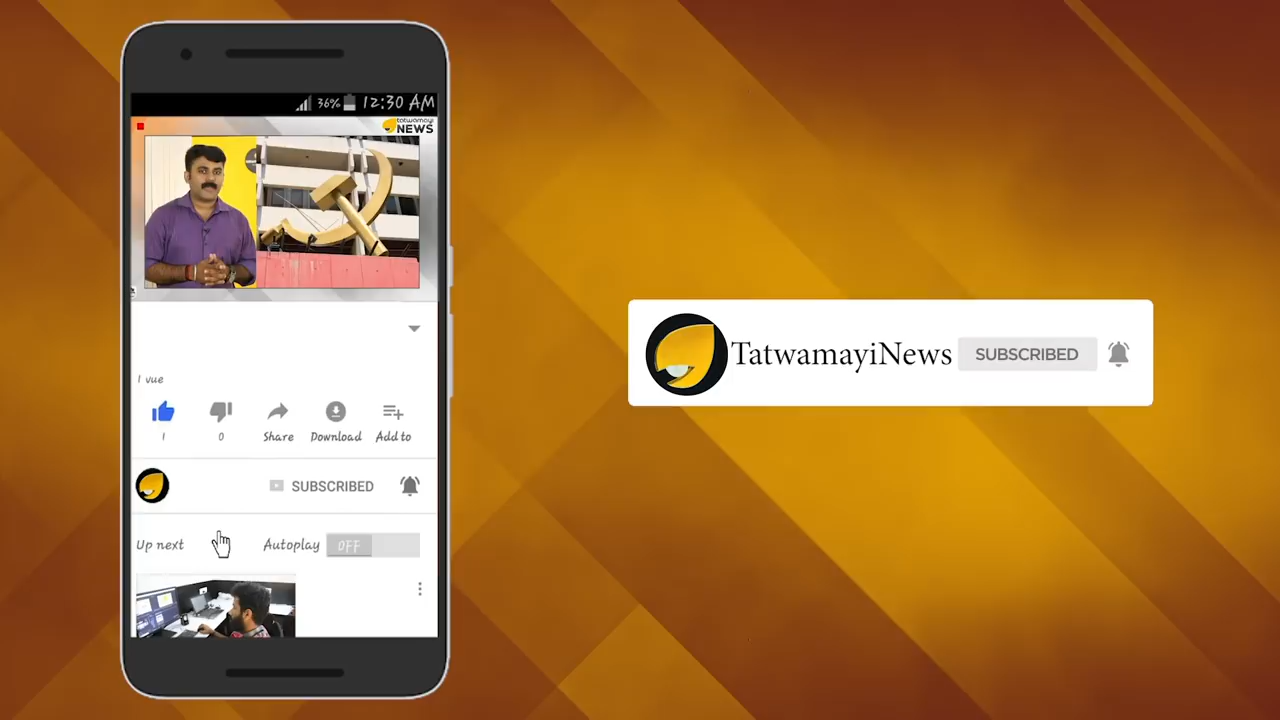 36% 12:30 AM
tatwamayi
NEWS
1 vue
1 0 Share Download Add to
SUBSCRIBED
Up next Autoplay OFF
TatwamayiNews SUBSCRIBED